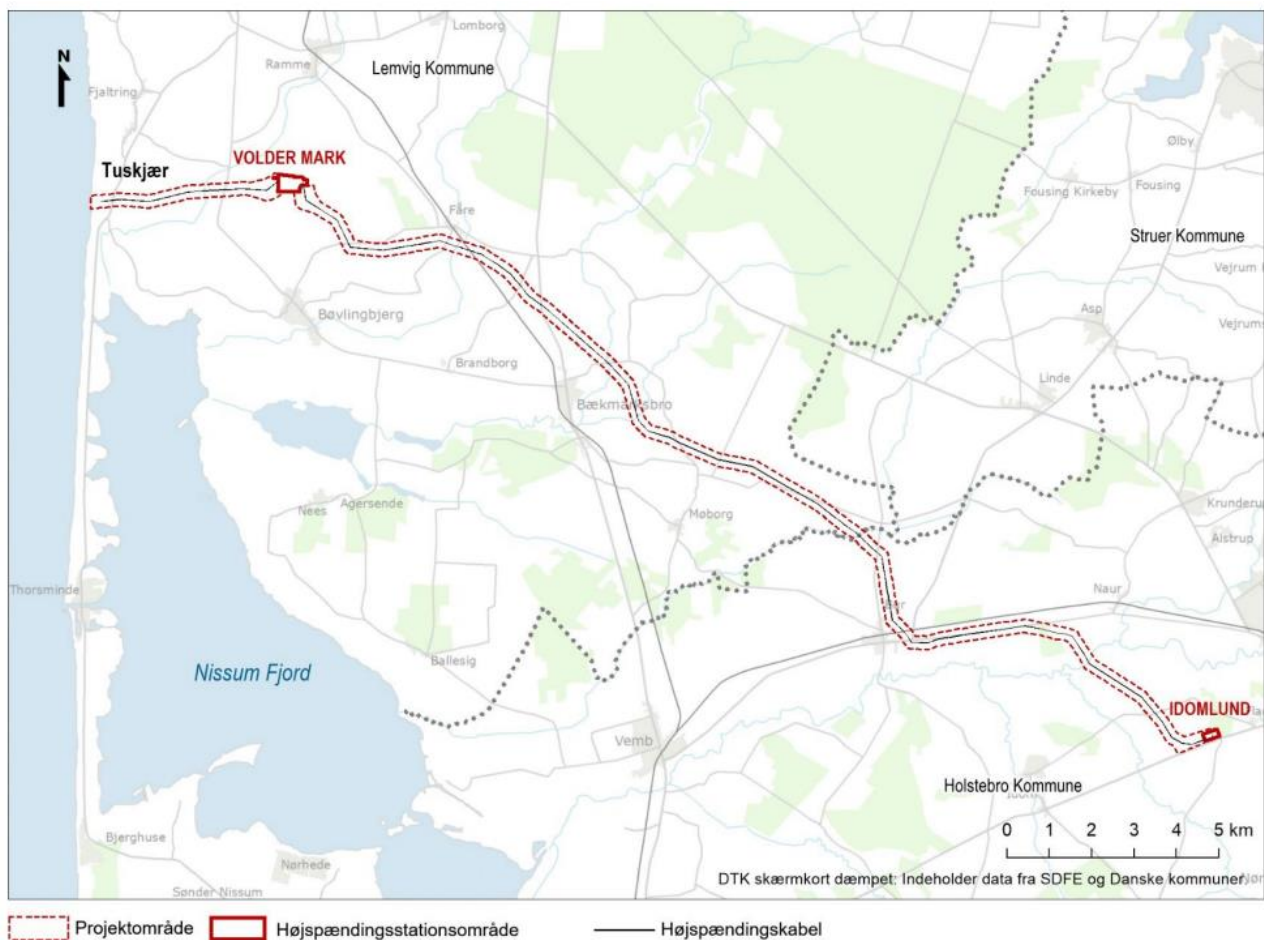 Lomborg
N
Ramme
Lemvig Kommune
Fjaltring
Ølby
Tuskjær
VOLDER MARK
Fousing Kirkeby
Fousing
Fåre
Struer Kommune
Vejrum
Bøvlingbjerg
Asp
Vejrums
Brandborg
Linde
Bækmarksbro
Nees
Agersende
Møborg
Krunderup
Alstrup
Thorsminde
Naur
Ballesig
Nissum Fjord
IDOMLUND
Vemb
Holstebro Kommune
Bjerghuse
Nørhede
0 1 2 3 4 5 km
Sønder Nissum
DTK skærmkort dæmpet: Indeholder data fra SDFE og Danske kommuner.
Projektområde
Højspændingsstationsområde
Højspændingskabel